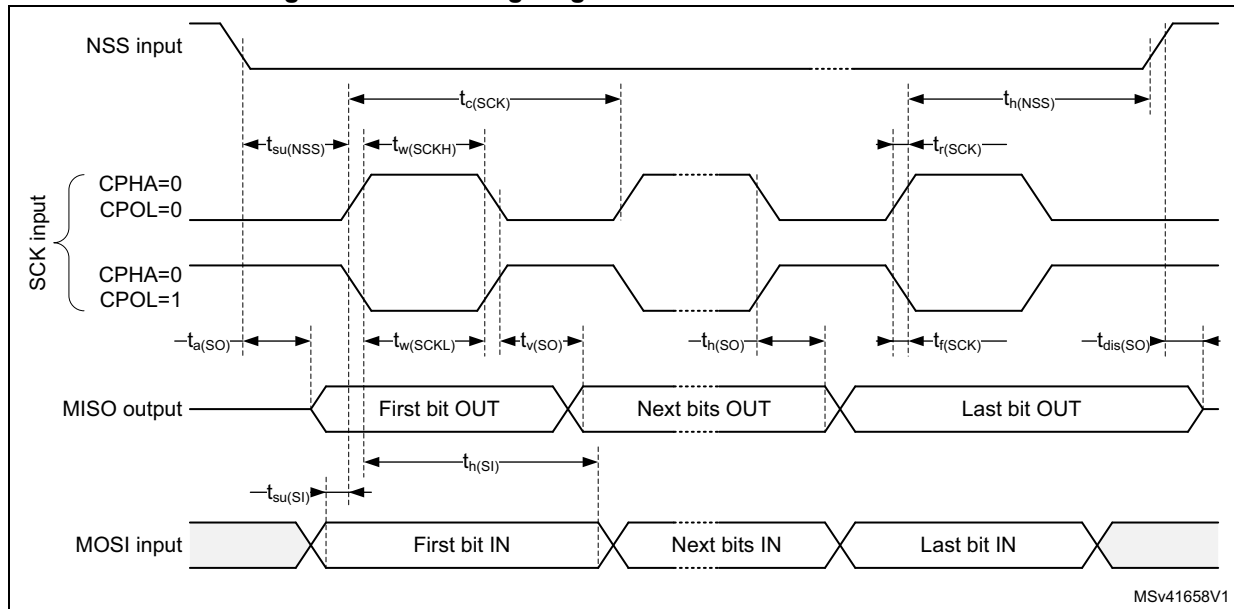 NSS input
tc(SCK)
th(NSS)
tsu(NSS)
tw(SCKH)
tr(SCK)
SCK input
CPHA=0
CPOL=0
CPHA=0
CPOL=1
ta(SO)
tw(SCKL)
tv(SO)
th(SO)
tf(SCK)
tdis(SO)
MISO output
First bit OUT
Next bits OUT
Last bit OUT
th(SI)
tsu(SI)
MOSI input
First bit IN
Next bits IN
Last bit IN
MSv41658V1